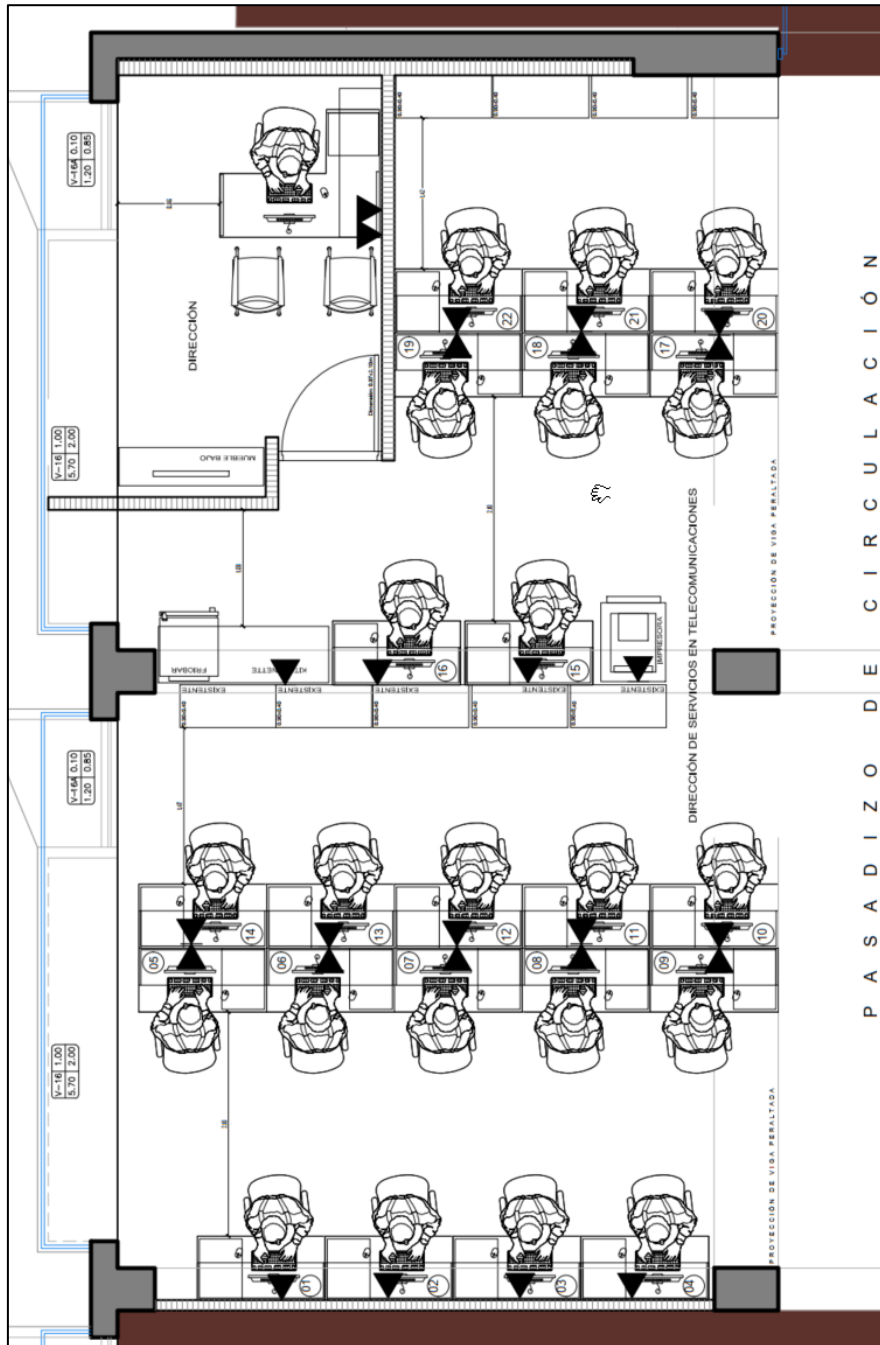 V-16A 0.10
1.20 0.85
DIRECCIÓN
V-16 1.00
5.70 2.00
MUEBLE BAJO
22
21
20
19
18
17
PROYECCIÓN DE VIGA PERALTADA
DIRECCIÓN DE SERVICIOS EN TELECOMUNICACIONES
PASADIZO DE CIRCULACIÓN
FRIOBAR
16
15
IMPRESORA
EXISTENTE
EXISTENTE
EXISTENTE
EXISTENTE
EXISTENTE
V-16A 0.10
1.20 0.85
14
13
12
11
10
05
06
07
08
09
V-16 1.00
5.70 2.00
PROYECCIÓN DE VIGA PERALTADA
01
02
03
04